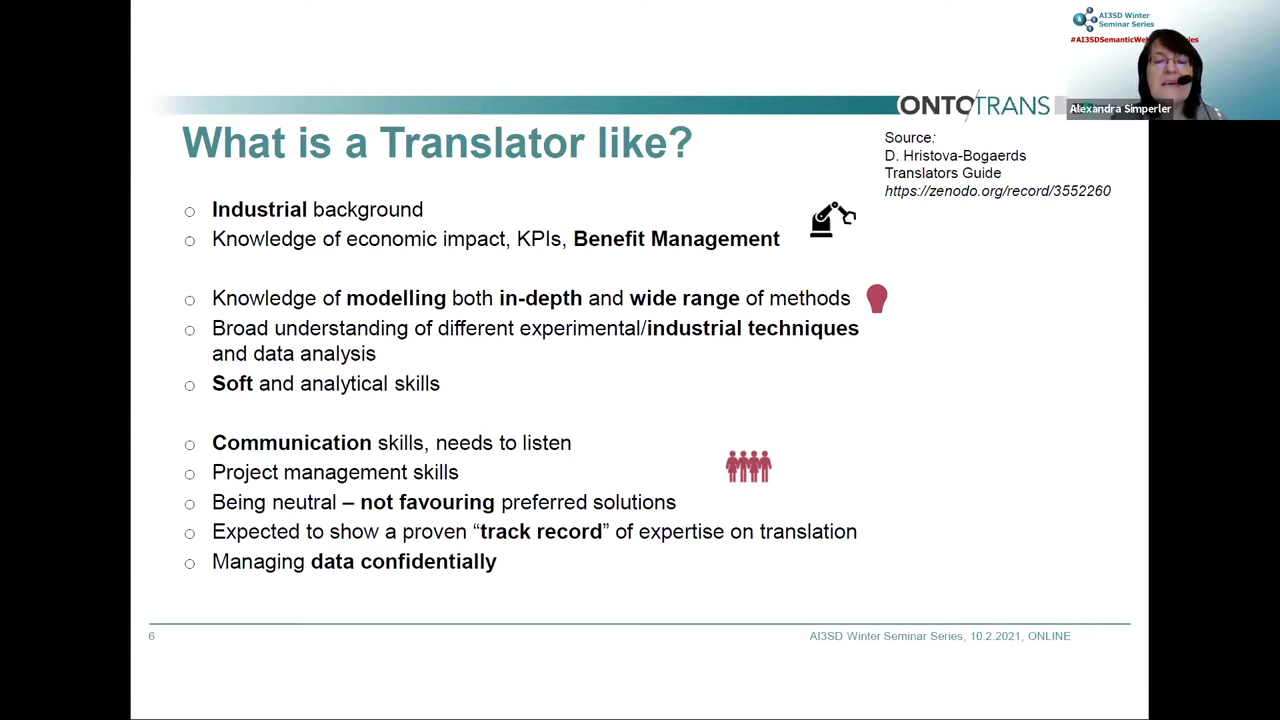 AI3SD Winter
Seminar Series
#AI3SDSemanticWe
ies
Alexandra Simperler
ONTOTRANS
What is a Translator like?
Source:
D. Hristova-Bogaerds
Translators Guide
https://zenodo.org/record/3552260
○ Industrial background
○ Knowledge of economic impact, KPIs, Benefit Management
○ Knowledge of modelling both in-depth and wide range of methods
○ Broad understanding of different experimental/industrial techniques
and data analysis
○ Soft and analytical skills
○ Communication skills, needs to listen
○ Project management skills
○ Being neutral – not favouring preferred solutions
○ Expected to show a proven “track record” of expertise on translation
○ Managing data confidentially
6
AI3SD Winter Seminar Series, 10.2.2021, ONLINE